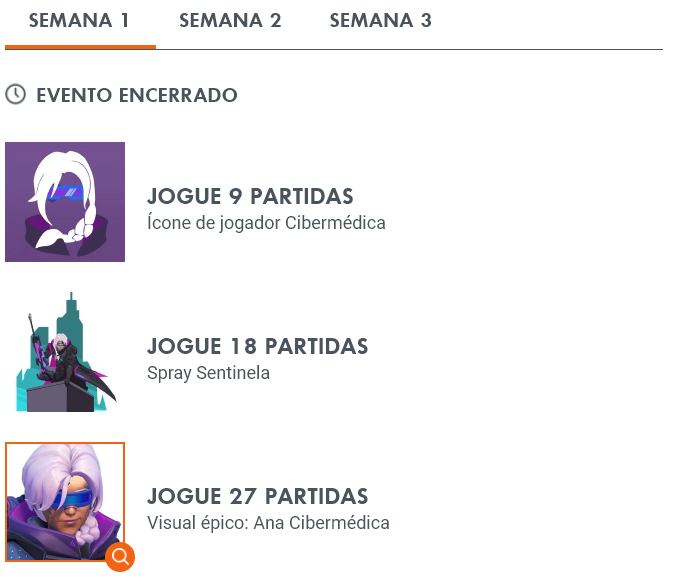 SEMANA 1 SEMANA 2 SEMANA 3
EVENTO ENCERRADO
JOGUE 9 PARTIDAS
Ícone de jogador Cibermédica
JOGUE 18 PARTIDAS
Spray Sentinela
JOGUE 27 PARTIDAS
Visual épico: Ana Cibermédica